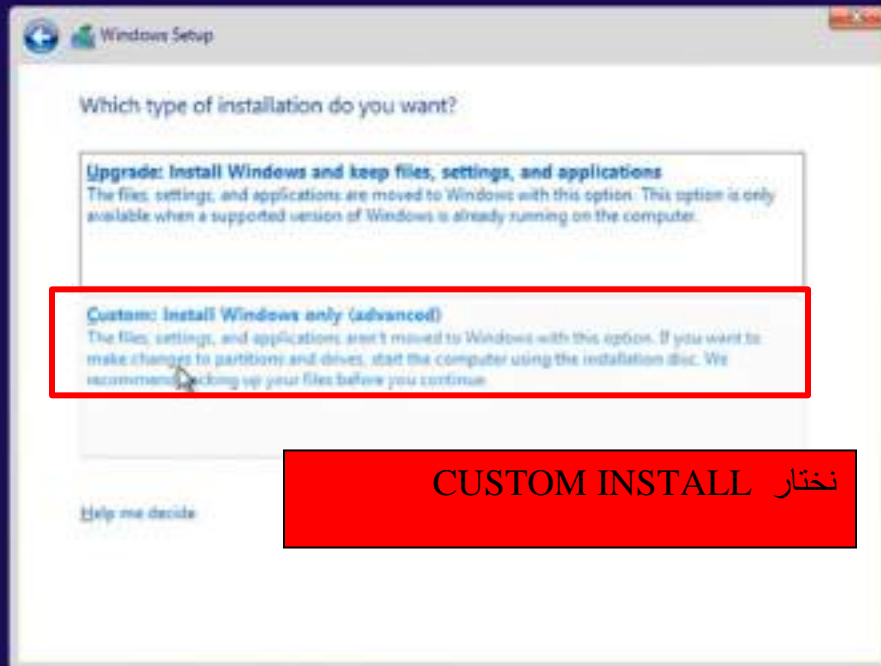 Windows Setup
Which type of installation do you want?
Upgrade: Install Windows and keep files, settings, and applications
The files, settings, and applications are moved to Windows with this option. This option is only
available when a supported version of Windows is already running on the computer.
Custom: Install Windows only (advanced)
The files, settings, and applications aren't moved to Windows with this option. If you want to
make changes to partitions and drives, start the computer using the installation disc. We
recommend backing up your files before you continue.
نختار CUSTOM INSTALL
Help me decide